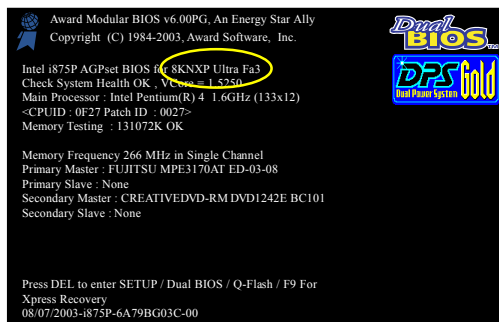 Award Modular BIOS v6.00PG, An Energy Star Ally
Copyright (C) 1984-2003, Award Software, Inc.
Dual
BIOS
Intel i875P AGPset BIOS for 8KNXP Ultra Fa3
Check System Health OK , VCore = 1.5250
DPS Gold
Dual Power System
Main Processor : Intel Pentium(R) 4 1.6GHz (133x12)
<CPUID : 0F27 Patch ID : 0027>
Memory Testing : 131072K OK
Memory Frequency 266 MHz in Single Channel
Primary Master : FUJITSU MPE3170AT ED-03-08
Primary Slave : None
Secondary Master : CREATIVEDVD-RM DVD1242E BC101
Secondary Slave : None
Press DEL to enter SETUP / Dual BIOS / Q-Flash / F9 For
Xpress Recovery
08/07/2003-i875P-6A79BG03C-00